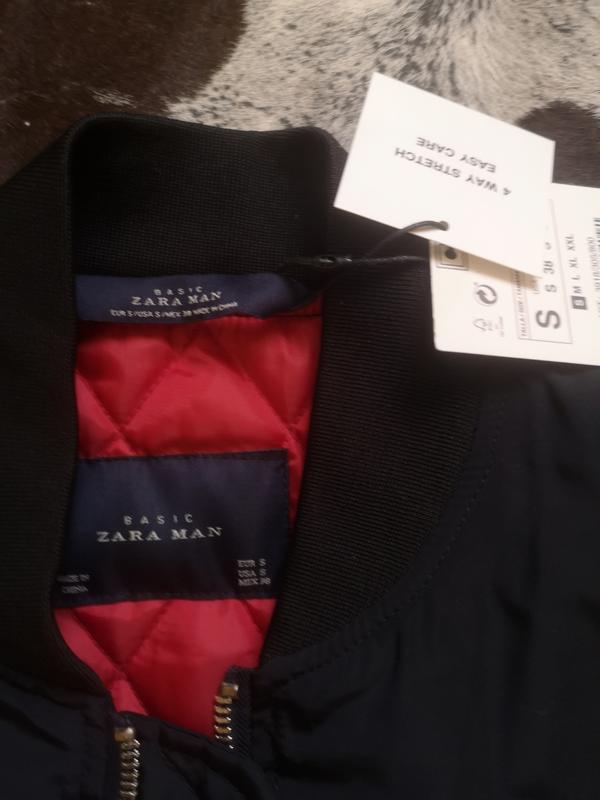 4 WAY STRETCH
EASY CARE
BASIC
ZARA MAN
EUR S / USA S / MEX 38 MADE IN CHINA
S
S 38
S M L XL XXL
BASIC
ZARA MAN
MADE IN
CHINA
EUR S
USA S
MEX 38